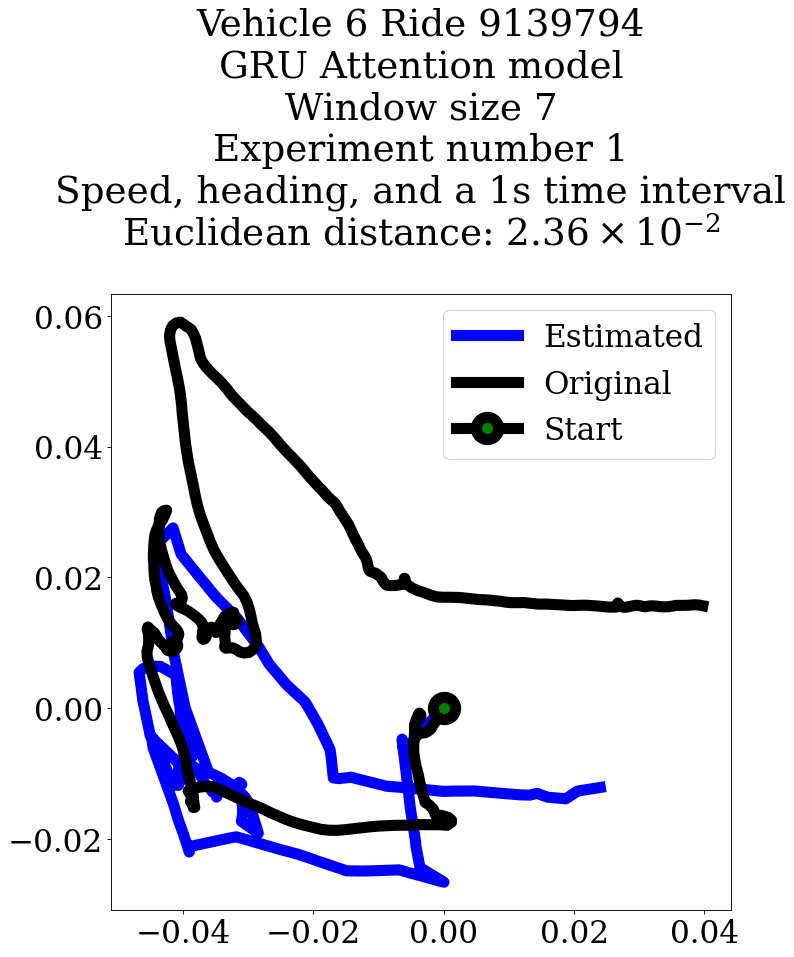 Vehicle 6 Ride 9139794
GRU Attention model
Window size 7
Experiment number 1
Speed, heading, and a 1s time interval
Euclidean distance: 2.36 × 10⁻²
Estimated
Original
Start
0.06
0.04
0.02
0.00
−0.02
−0.04
−0.02
0.00
0.02
0.04